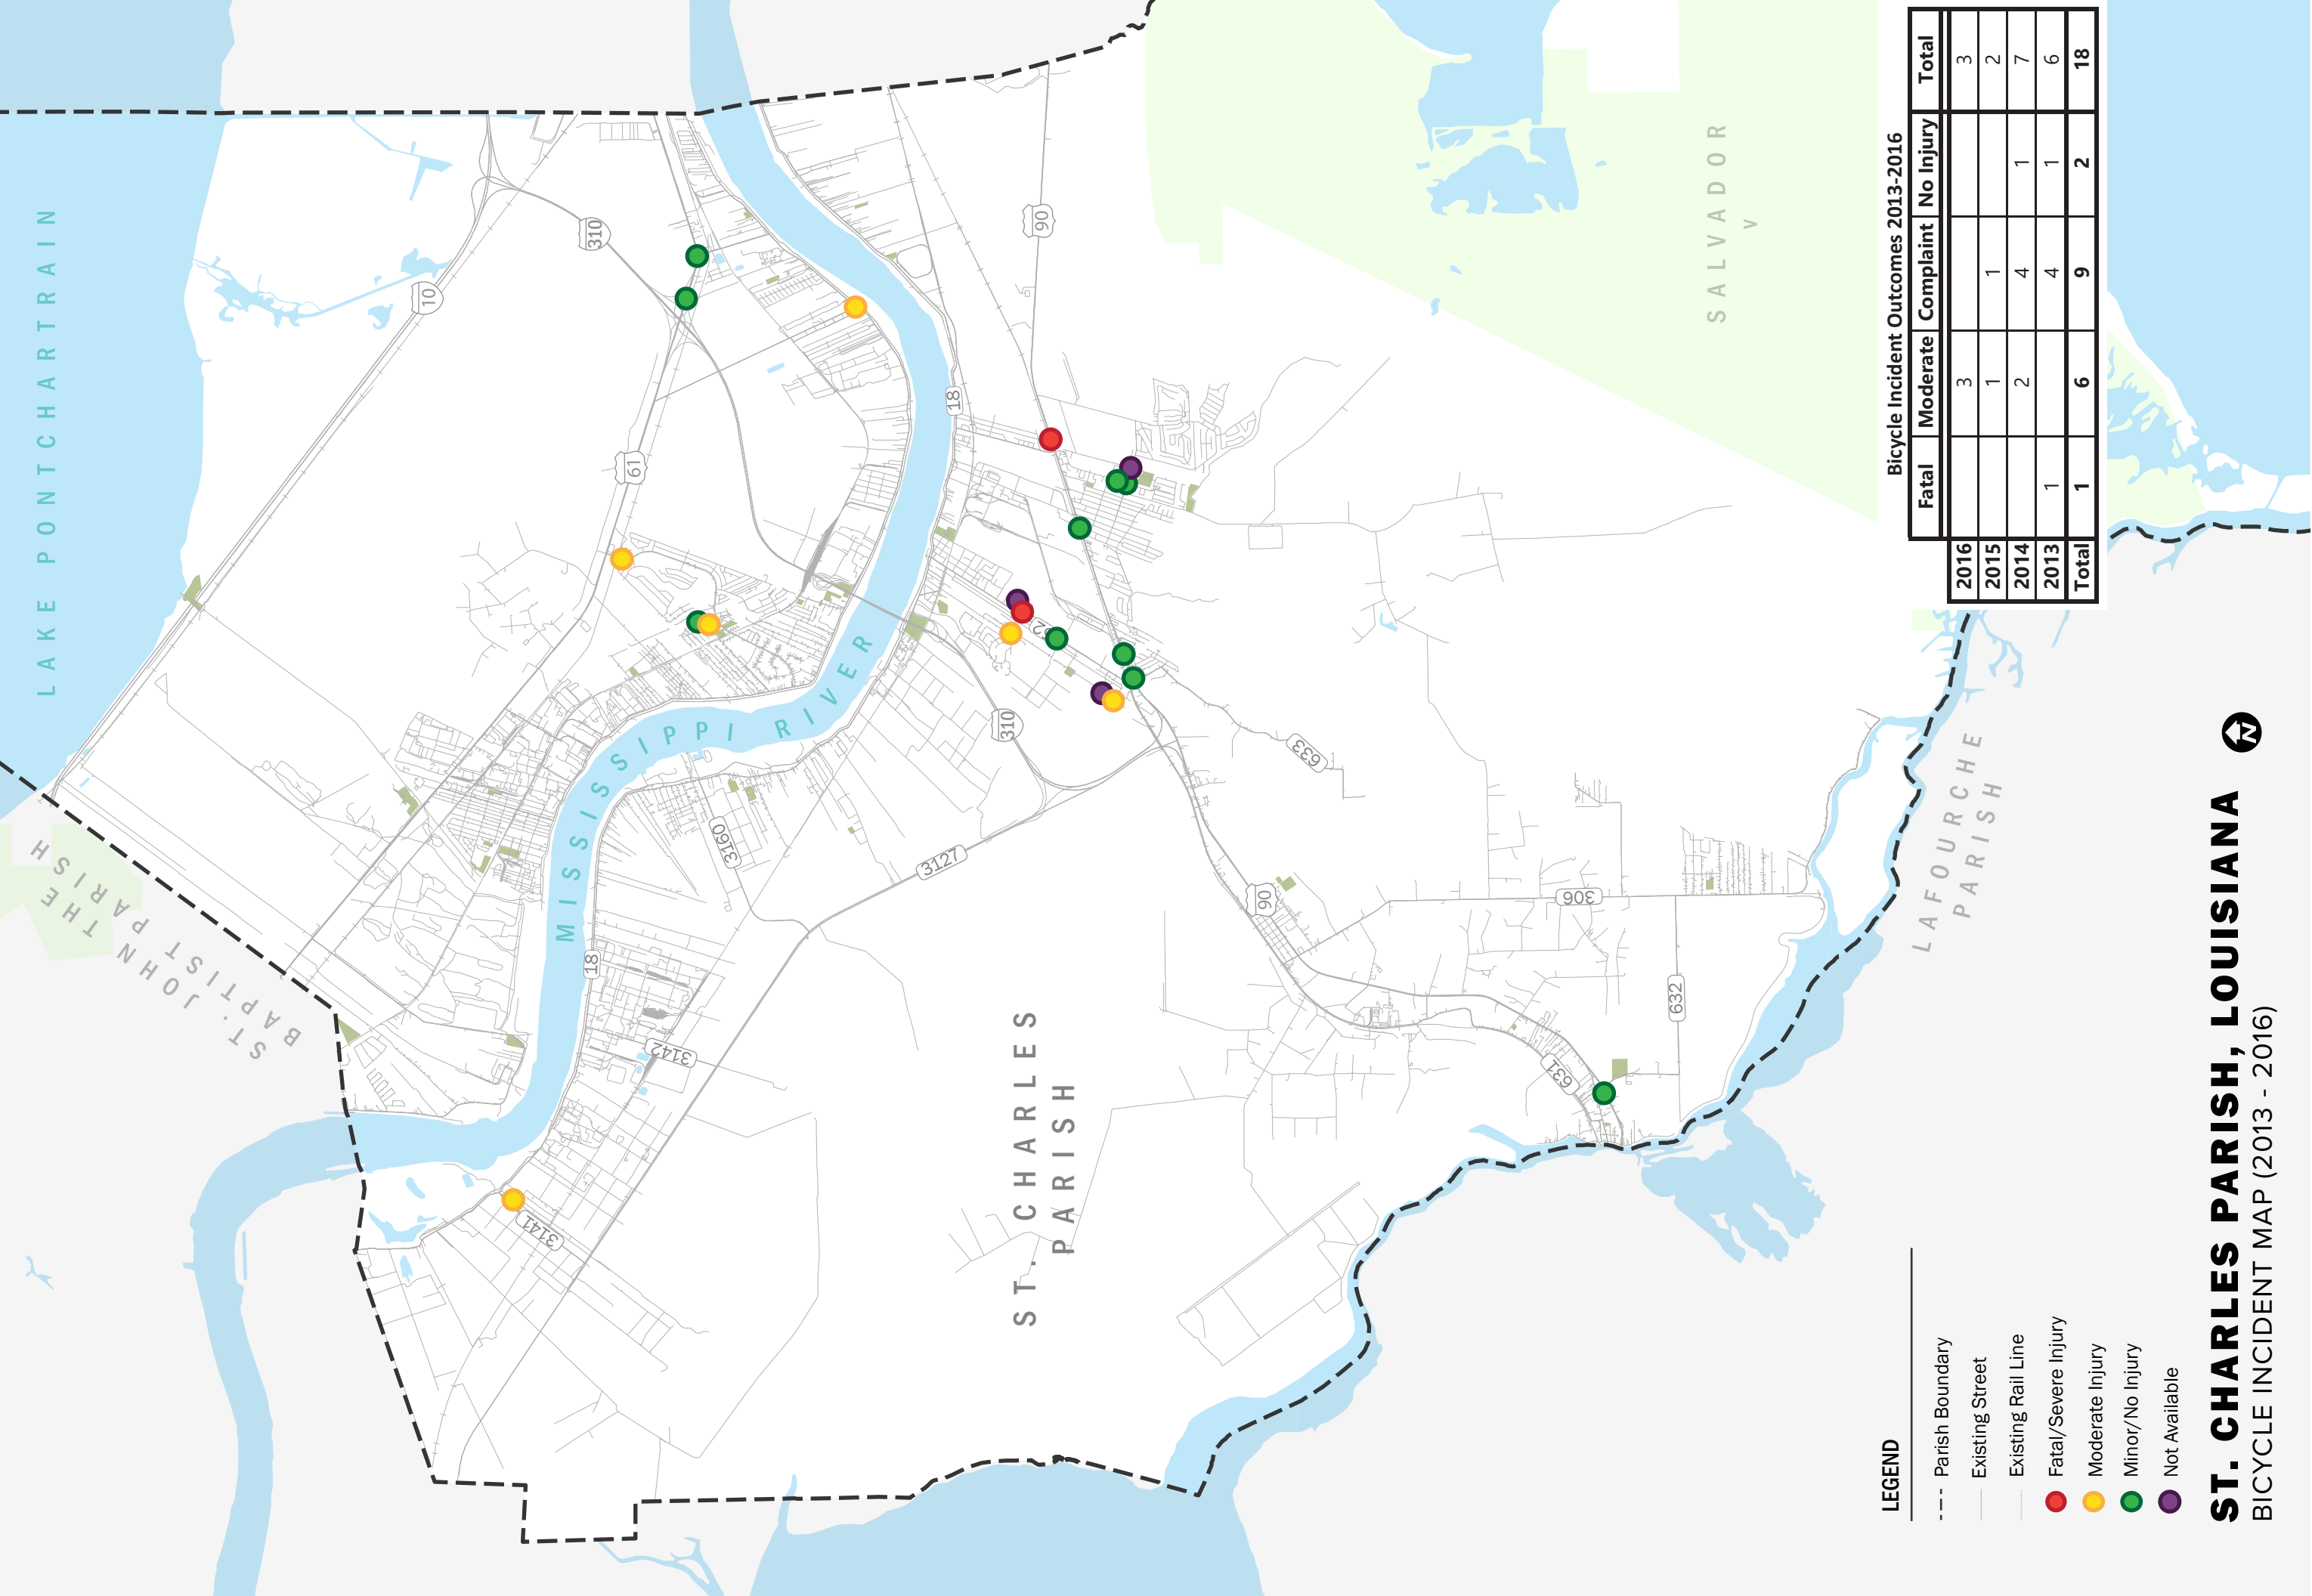 LAKE PONTCHARTRAIN
ST. JOHN THE
BAPTIST PARISH
MISSISSIPPI RIVER
ST. CHARLES
PARISH
LAFOURCHE
PARISH
SALVADOR
10
310
61
90
18
310
633
3160
3127
18
3142
3141
90
306
632
631
Bicycle Incident Outcomes 2013-2016
Fatal Moderate Complaint No Injury Total
2016 3 3
2015 1 1 2
2014 2 4 1 7
2013 1 4 1 6
Total 1 6 9 2 18
LEGEND
Parish Boundary
Existing Street
Existing Rail Line
Fatal/Severe Injury
Moderate Injury
Minor/No Injury
Not Available
N
ST. CHARLES PARISH, LOUISIANA
BICYCLE INCIDENT MAP (2013 - 2016)